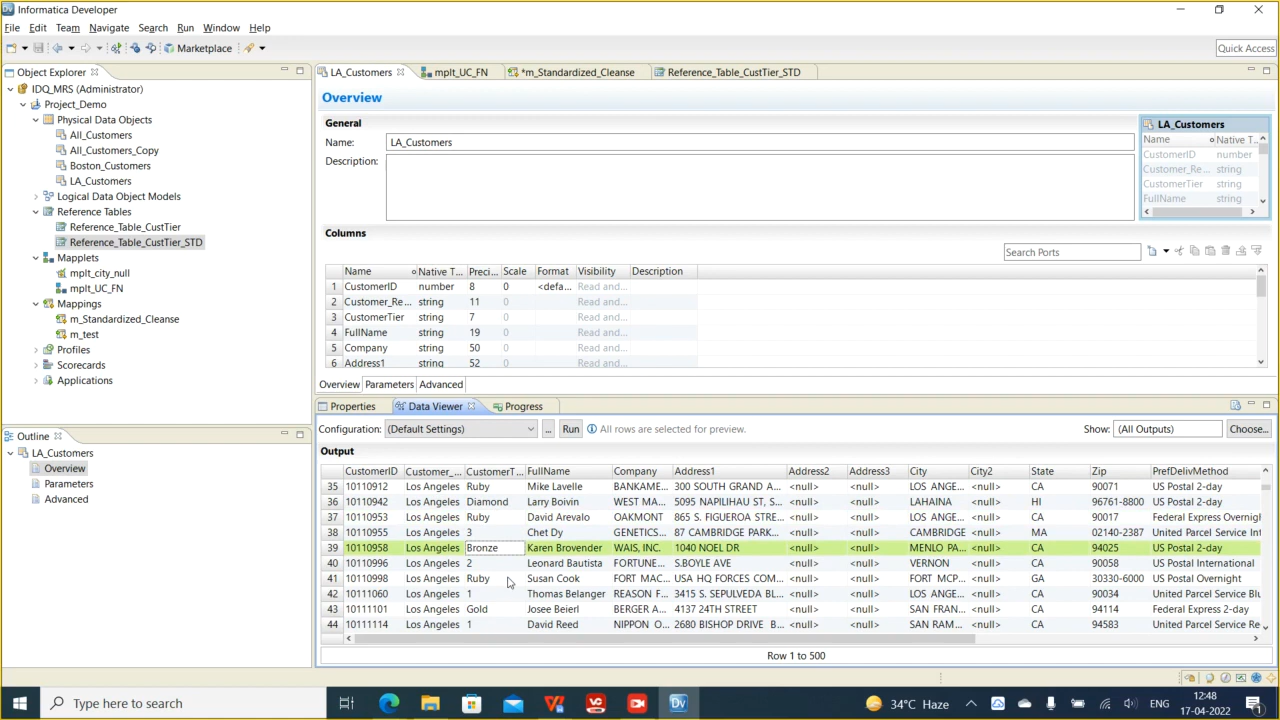 Informatica Developer
File Edit Team Navigate Search Run Window Help
Marketplace
Quick Access
Object Explorer
IDQ_MRS (Administrator)
Project_Demo
Physical Data Objects
All_Customers
All_Customers_Copy
Boston_Customers
LA_Customers
Logical Data Object Models
Reference Tables
Reference_Table_CustTier
Reference_Table_CustTier_STD
Mapplets
mplt_city_null
mplt_UC_FN
Mappings
m_Standardized_Cleanse
m_test
Profiles
Scorecards
Applications
Outline
LA_Customers
Overview
Parameters
Advanced
LA_Customers mplt_UC_FN *m_Standardized_Cleanse Reference_Table_CustTier_STD
Overview
General
Name: LA_Customers
Description:
LA_Customers
Name Native T...
CustomerID number
Customer_Re... string
CustomerTier string
FullName string
Columns
Search Ports
Name Native T... Preci... Scale Format Visibility Description
1 CustomerID number 8 0 <defa... Read and...
2 Customer_Re... string 11 0 Read and...
3 CustomerTier string 7 0 Read and...
4 FullName string 19 0 Read and...
5 Company string 50 0 Read and...
6 Address1 string 52 0 Read and...
Overview Parameters Advanced
Properties Data Viewer Progress
Configuration: (Default Settings) ... Run All rows are selected for preview. Show: (All Outputs) Choose...
Output
CustomerID Customer_... CustomerT... FullName Company Address1 Address2 Address3 City City2 State Zip PrefDelivMethod
35 10110912 Los Angeles Ruby Mike Lavelle BANKAME... 300 SOUTH GRAND A... <null> <null> LOS ANGE... <null> CA 90071 US Postal 2-day
36 10110942 Los Angeles Diamond Larry Boivin WEST MA... 5095 NAPILIHAU ST, S... <null> <null> LAHAINA <null> HI 96761-8800 US Postal 2-day
37 10110953 Los Angeles Ruby David Arevalo OAKMONT 865 S. FIGUEROA STRE... <null> <null> LOS ANGE... <null> CA 90017 Federal Express Overnigh
38 10110955 Los Angeles 3 Chet Dy GENETICS... 87 CAMBRIDGE PARK... <null> <null> CAMBRIDGE <null> MA 02140-2387 United Parcel Service Int
39 10110958 Los Angeles Bronze Karen Brovender WAIS, INC. 1040 NOEL DR <null> <null> MENLO PA... <null> CA 94025 US Postal 2-day
40 10110996 Los Angeles 2 Leonard Bautista FORTUNE... S.BOYLE AVE <null> <null> VERNON <null> CA 90058 US Postal International
41 10110998 Los Angeles Ruby Susan Cook FORT MAC... USA HQ FORCES COM... <null> <null> FORT MCP... <null> GA 30330-6000 US Postal Overnight
42 10111060 Los Angeles 1 Thomas Belanger REASON F... 3415 S. SEPULVEDA BL... <null> <null> LOS ANGE... <null> CA 90034 United Parcel Service Blu
43 10111101 Los Angeles Gold Josee Beierl BERGER A... 4137 24TH STREET <null> <null> SAN FRAN... <null> CA 94114 Federal Express 2-day
44 10111114 Los Angeles 1 David Reed NIPPON O... 2680 BISHOP DRIVE B... <null> <null> SAN RAM... <null> CA 94583 United Parcel Service Re
Row 1 to 500
Type here to search
34°C Haze
ENG
12:48
17-04-2022
1